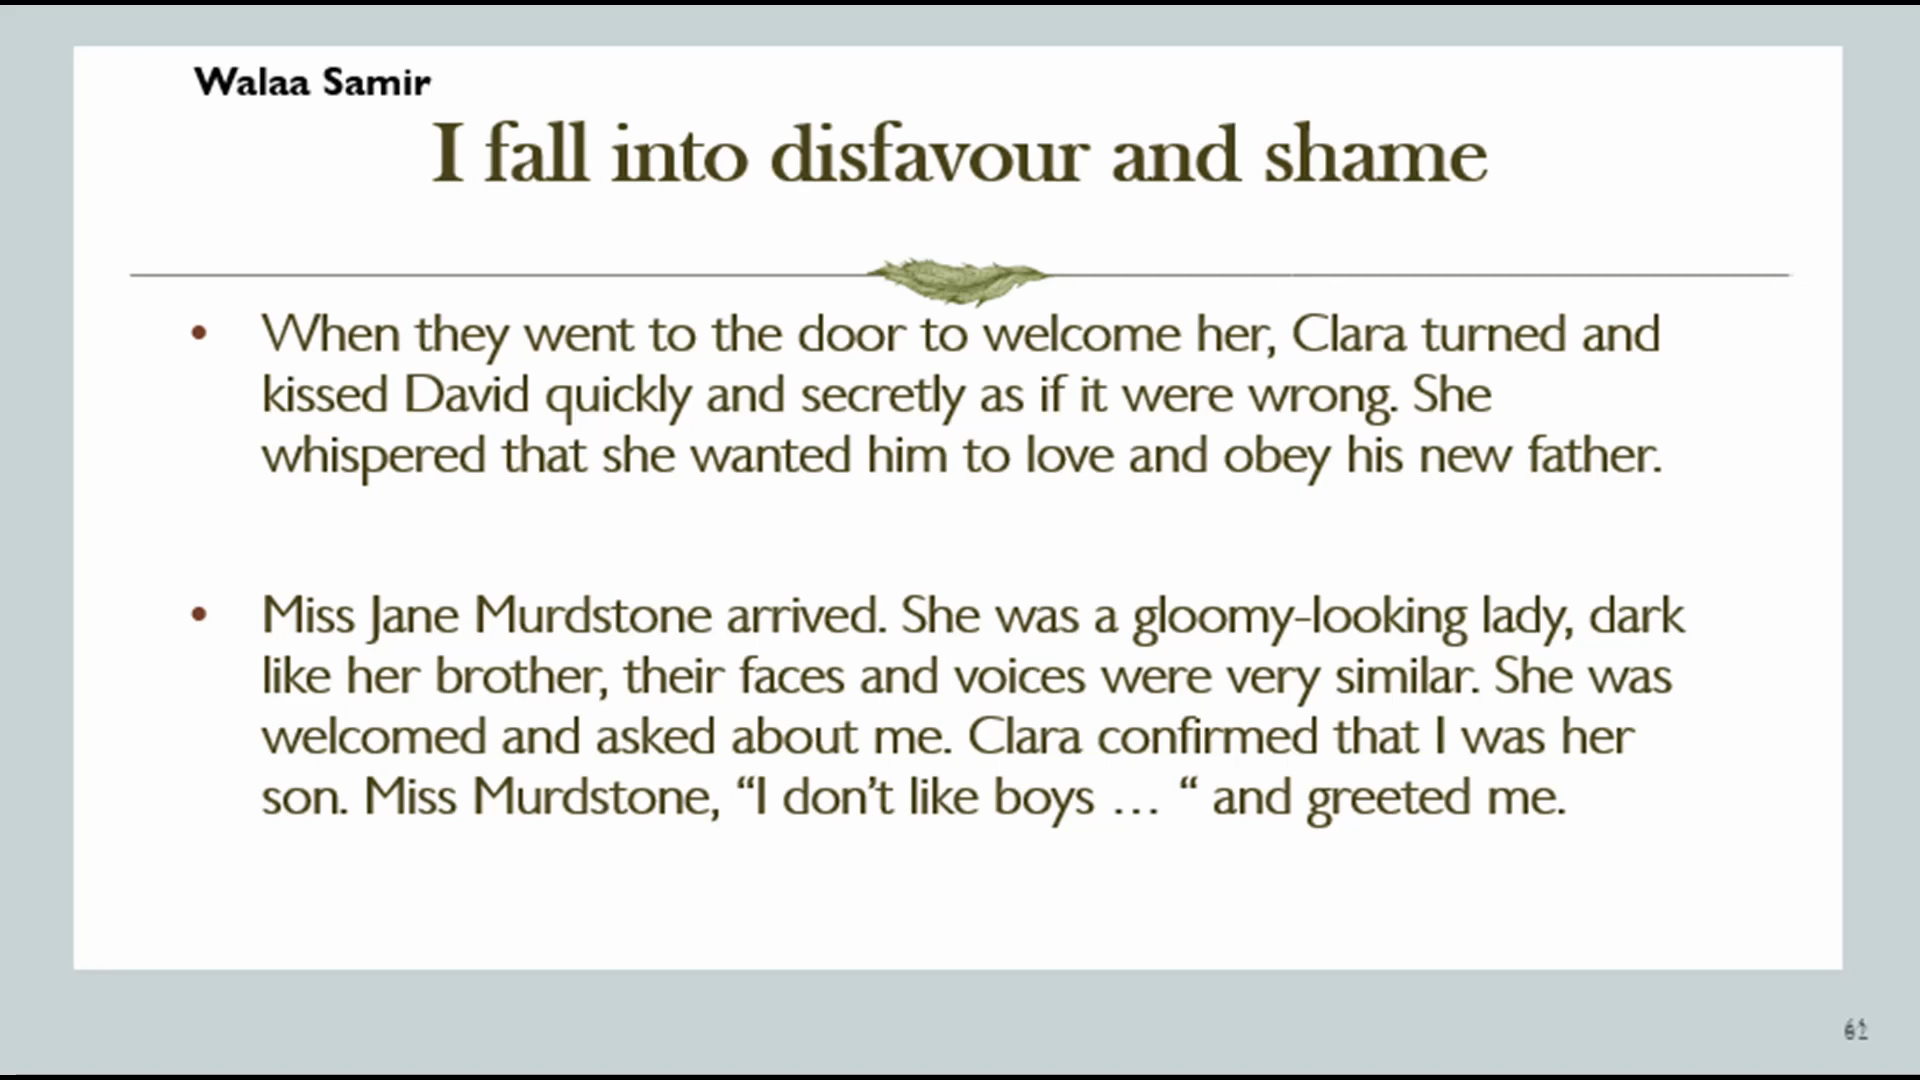 Walaa Samir
I fall into disfavour and shame
• When they went to the door to welcome her, Clara turned and
kissed David quickly and secretly as if it were wrong. She
whispered that she wanted him to love and obey his new father.
• Miss Jane Murdstone arrived. She was a gloomy-looking lady, dark
like her brother, their faces and voices were very similar. She was
welcomed and asked about me. Clara confirmed that I was her
son. Miss Murdstone, “I don’t like boys … “ and greeted me.